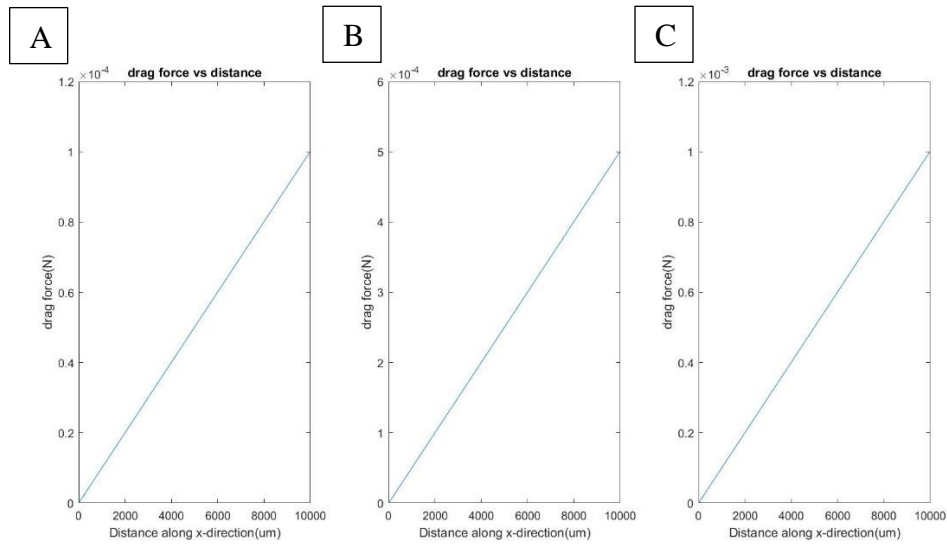 A
B
C
×10⁻⁴
drag force vs distance
1.2
1
0.8
0.6
0.4
0.2
0
drag force(N)
0 2000 4000 6000 8000 10000
Distance along x-direction(um)
×10⁻⁴
drag force vs distance
6
5
4
3
2
1
0
drag force(N)
0 2000 4000 6000 8000 10000
Distance along x-direction(um)
×10⁻³
drag force vs distance
1.2
1
0.8
0.6
0.4
0.2
0
drag force(N)
0 2000 4000 6000 8000 10000
Distance along x-direction(um)